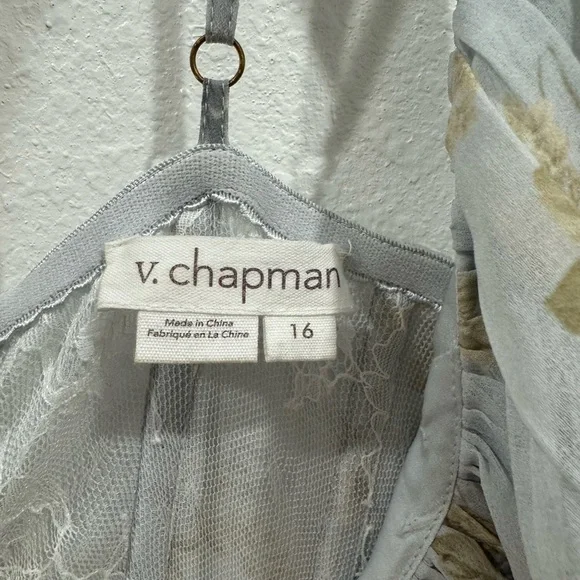 v. chapman
Made in China
Fabriqué en La Chine
16